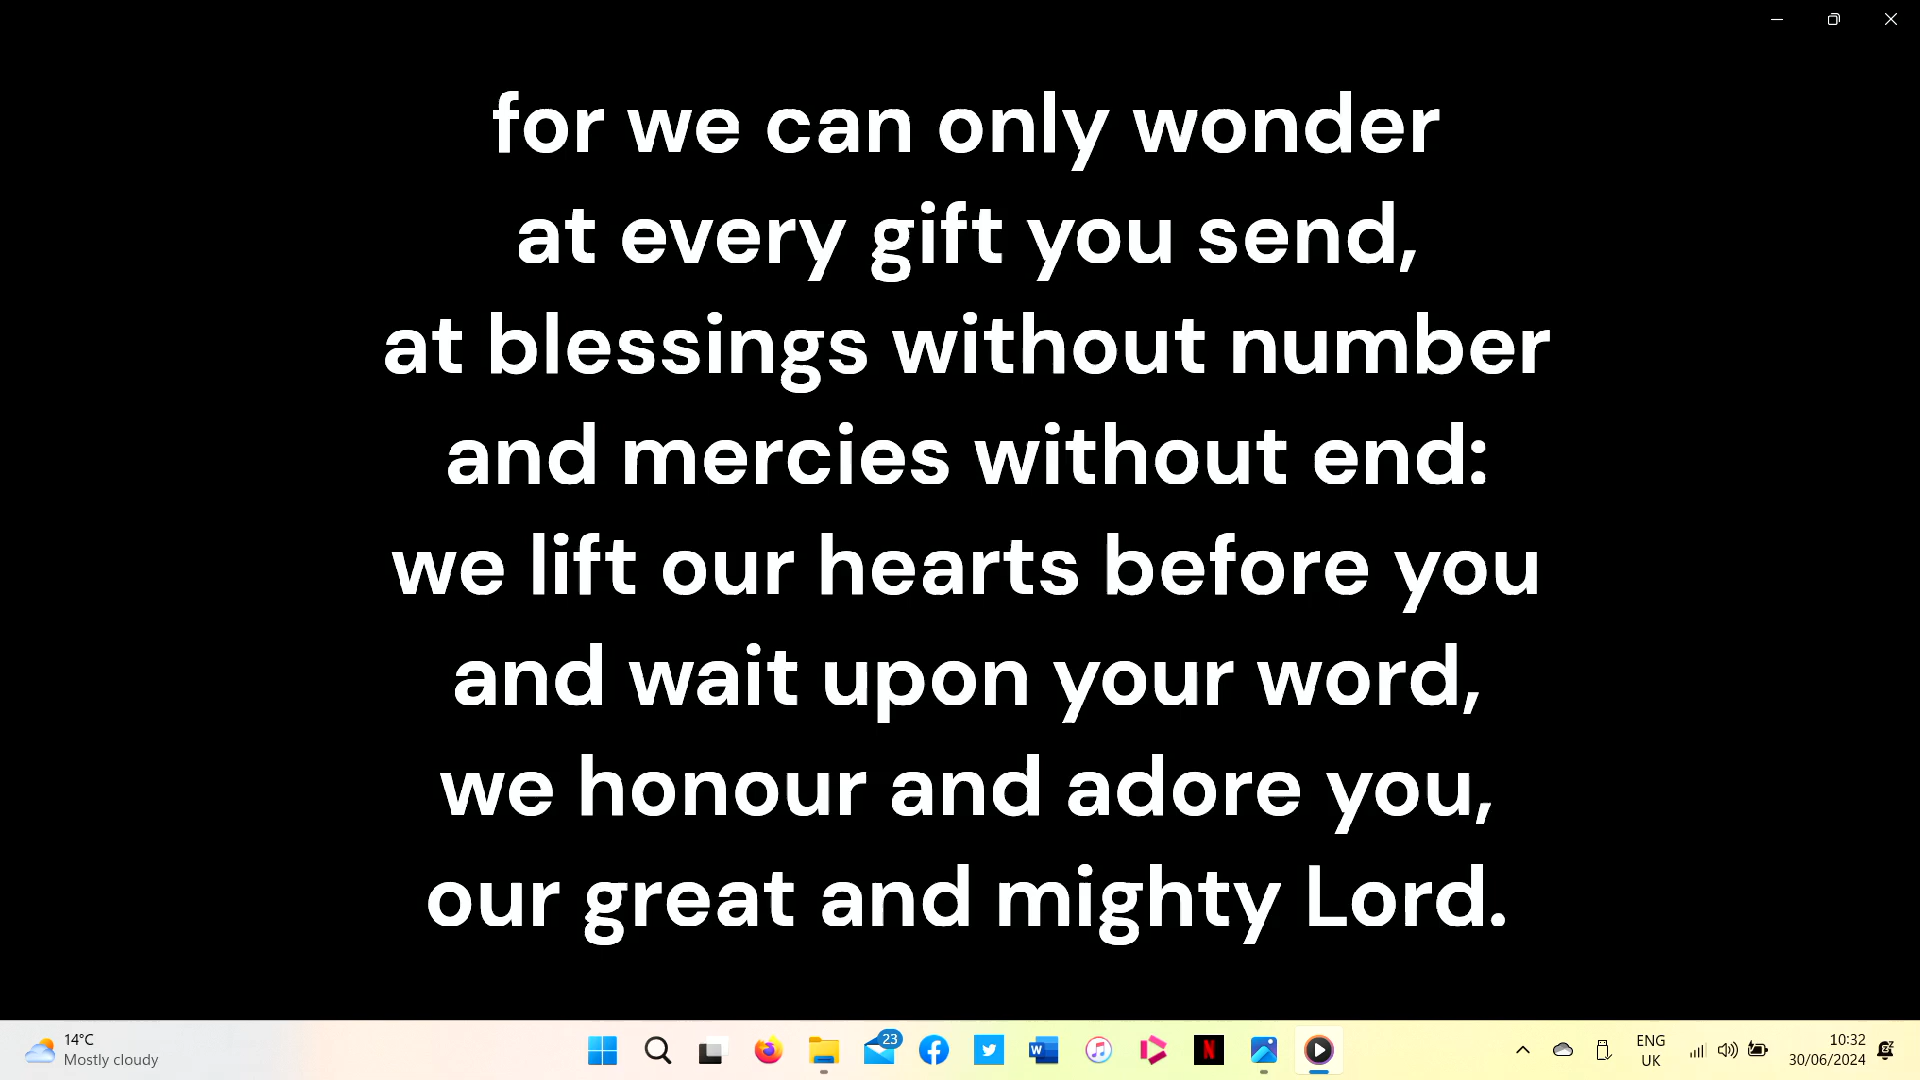 for we can only wonder
at every gift you send,
at blessings without number
and mercies without end:
we lift our hearts before you
and wait upon your word,
we honour and adore you,
our great and mighty Lord.
14°C
Mostly cloudy
23
W
N
ENG
UK
10:32
30/06/2024